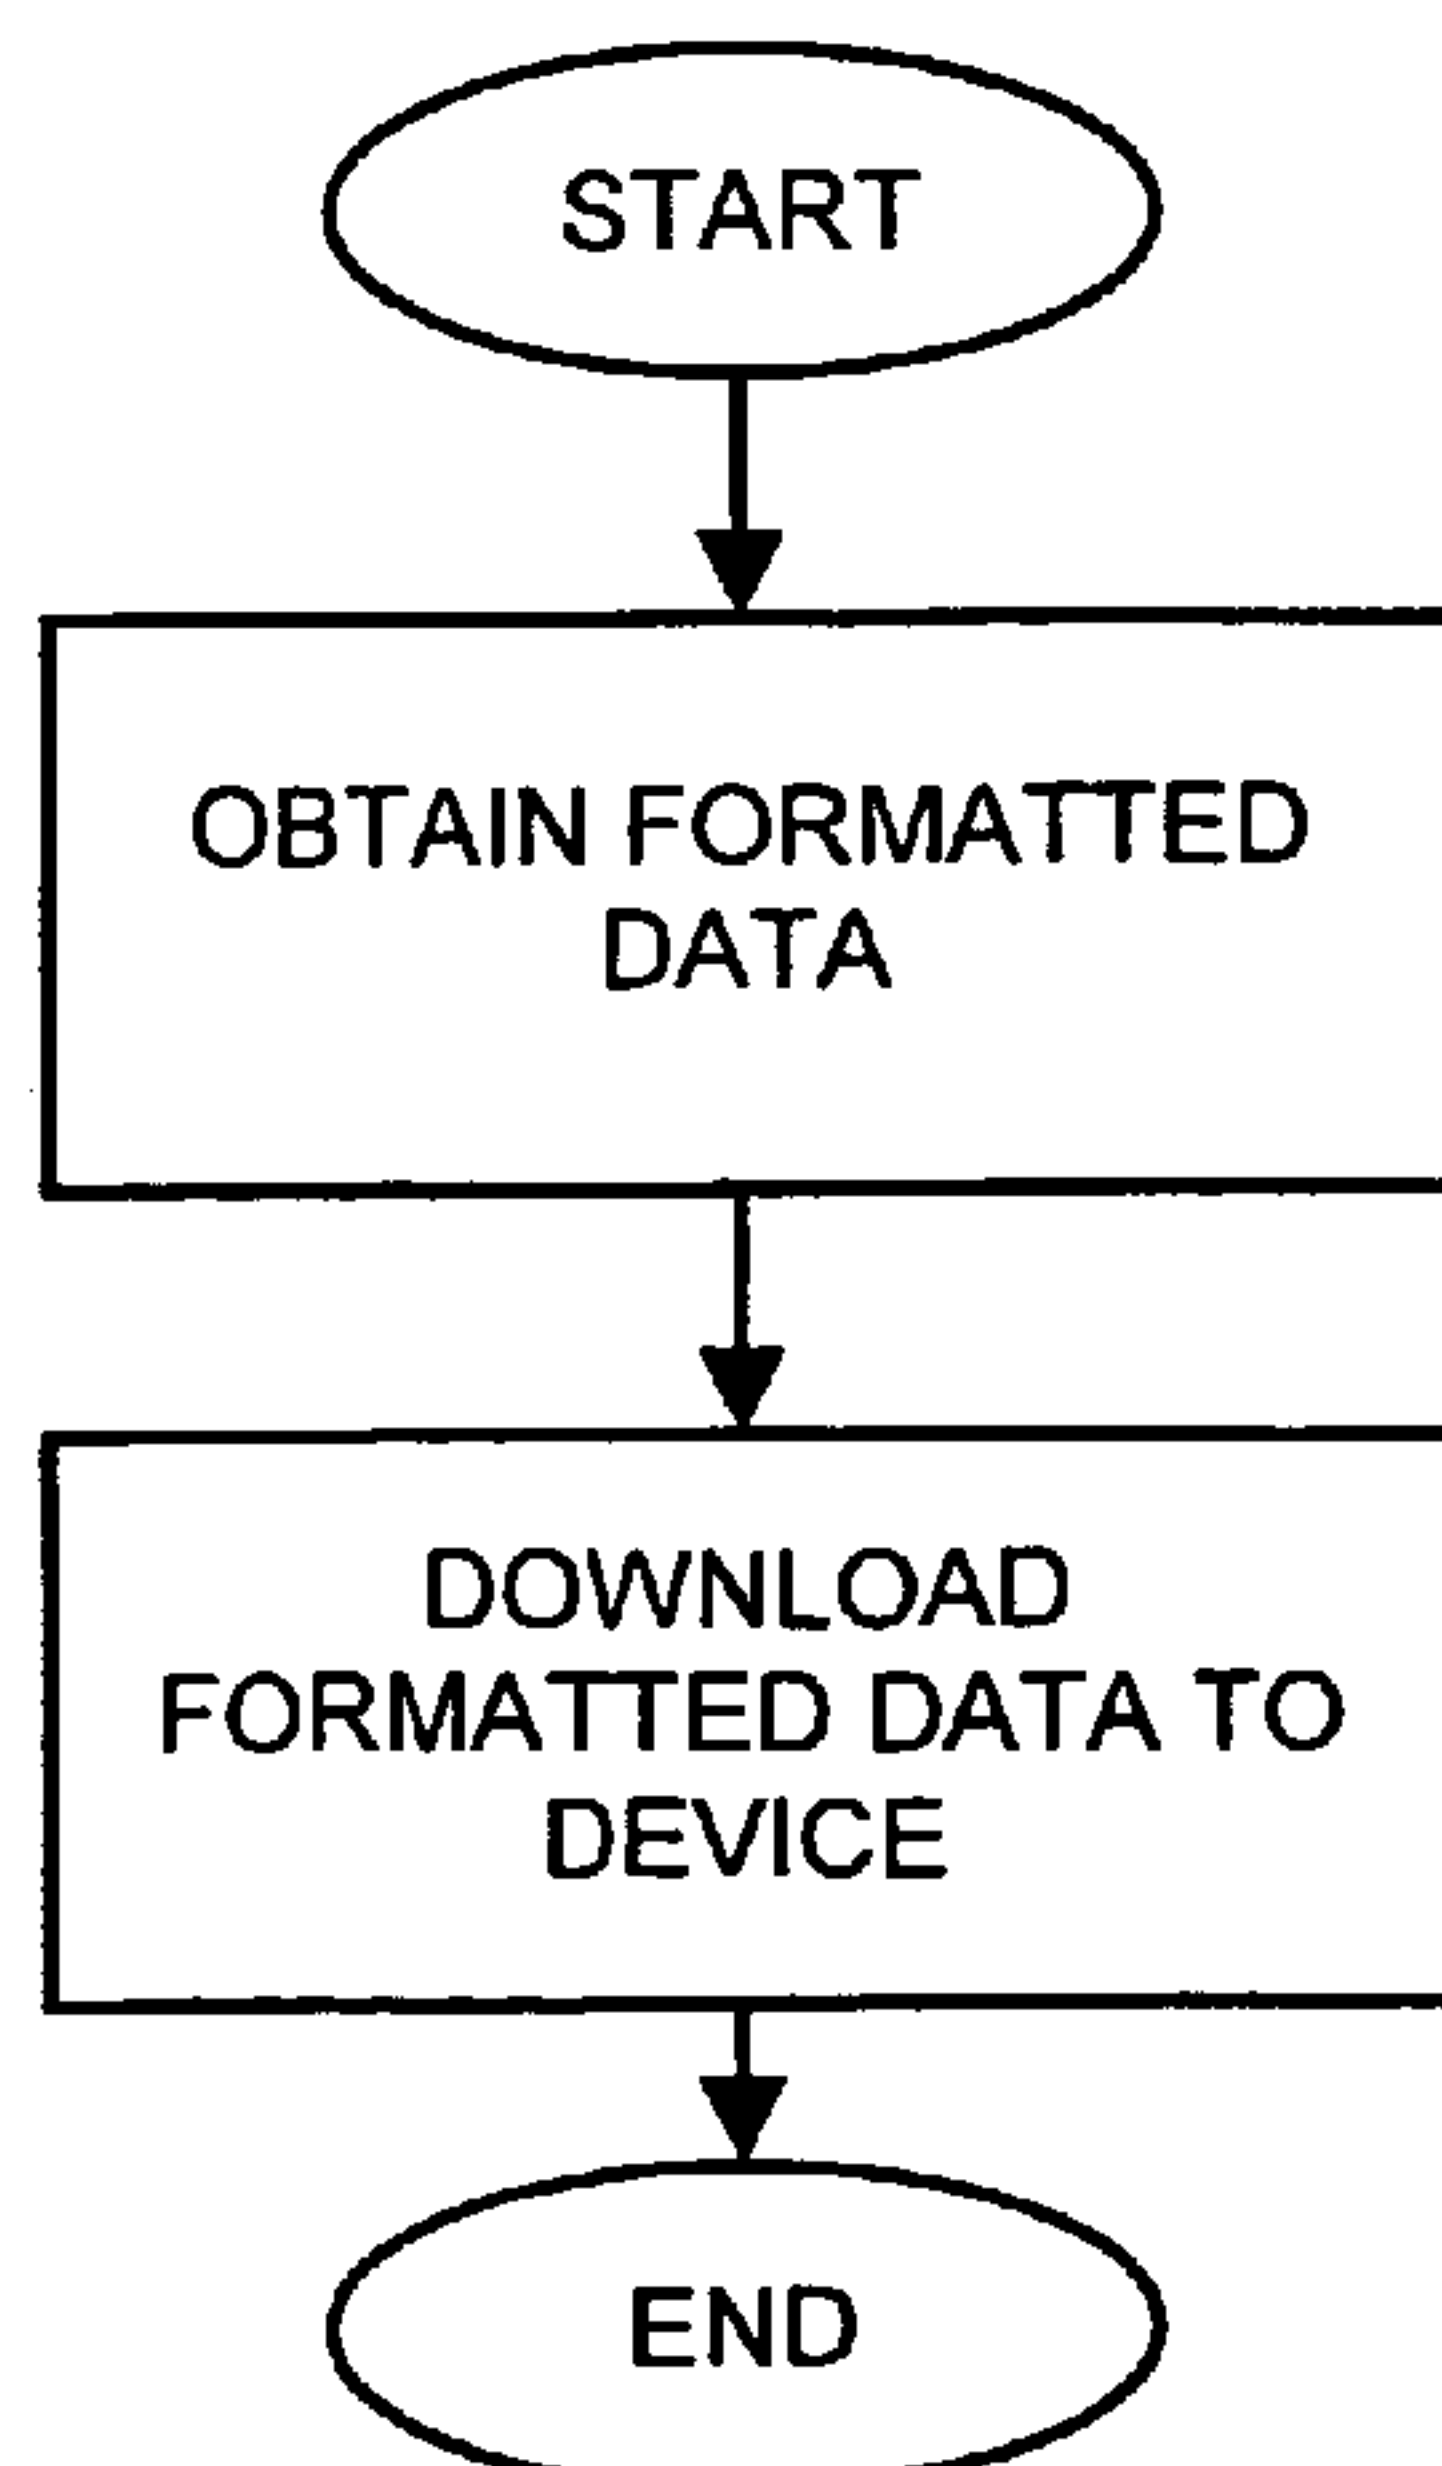 START
OBTAIN FORMATTED
DATA
DOWNLOAD
FORMATTED DATA TO
DEVICE
END